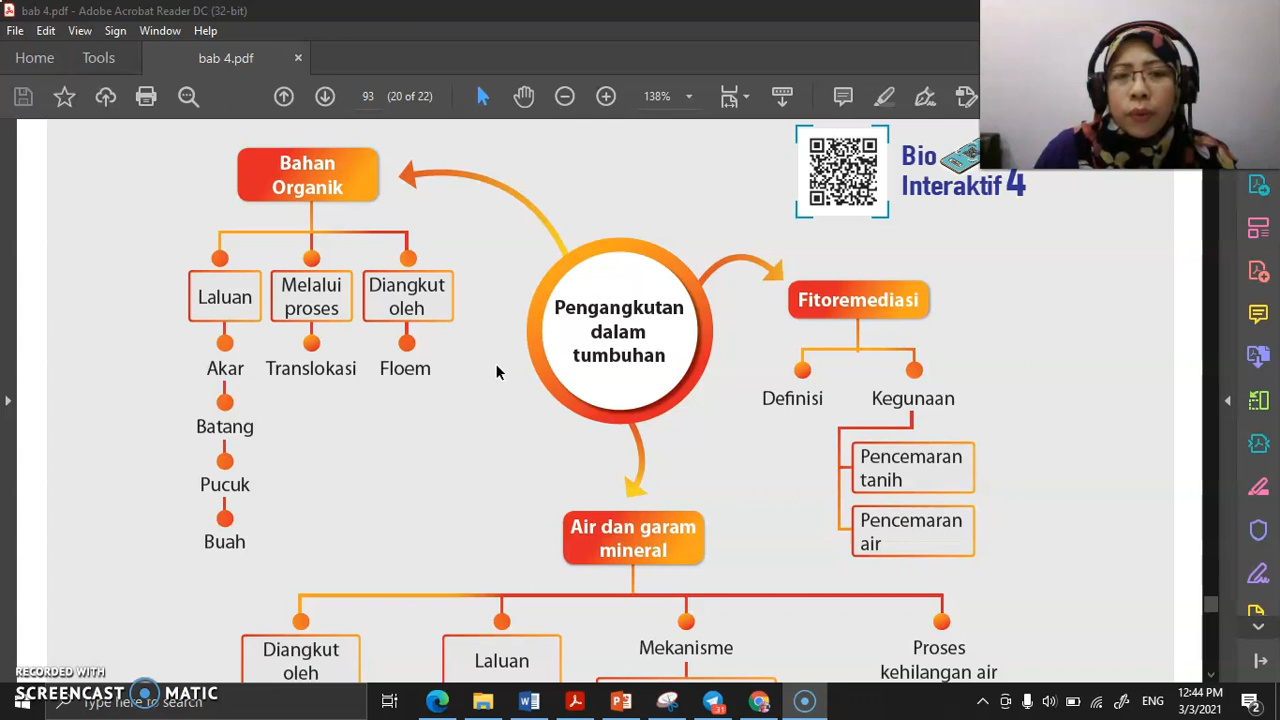 bab 4.pdf - Adobe Acrobat Reader DC (32-bit)
File Edit View Sign Window Help
Home Tools bab 4.pdf ×
93 (20 of 22) 138%
Bahan
Organik
Bio
Interaktif 4
Laluan
Melalui
proses
Diangkut
oleh
Akar
Translokasi
Floem
Batang
Pucuk
Buah
Pengangkutan
dalam
tumbuhan
Fitoremediasi
Definisi
Kegunaan
Pencemaran
tanih
Pencemaran
air
Air dan garam
mineral
Diangkut
oleh
Laluan
Mekanisme
Proses
kehilangan air
RECORDED WITH
SCREENCAST MATIC
Type here to search
31
ENG
12:44 PM
3/3/2021
2